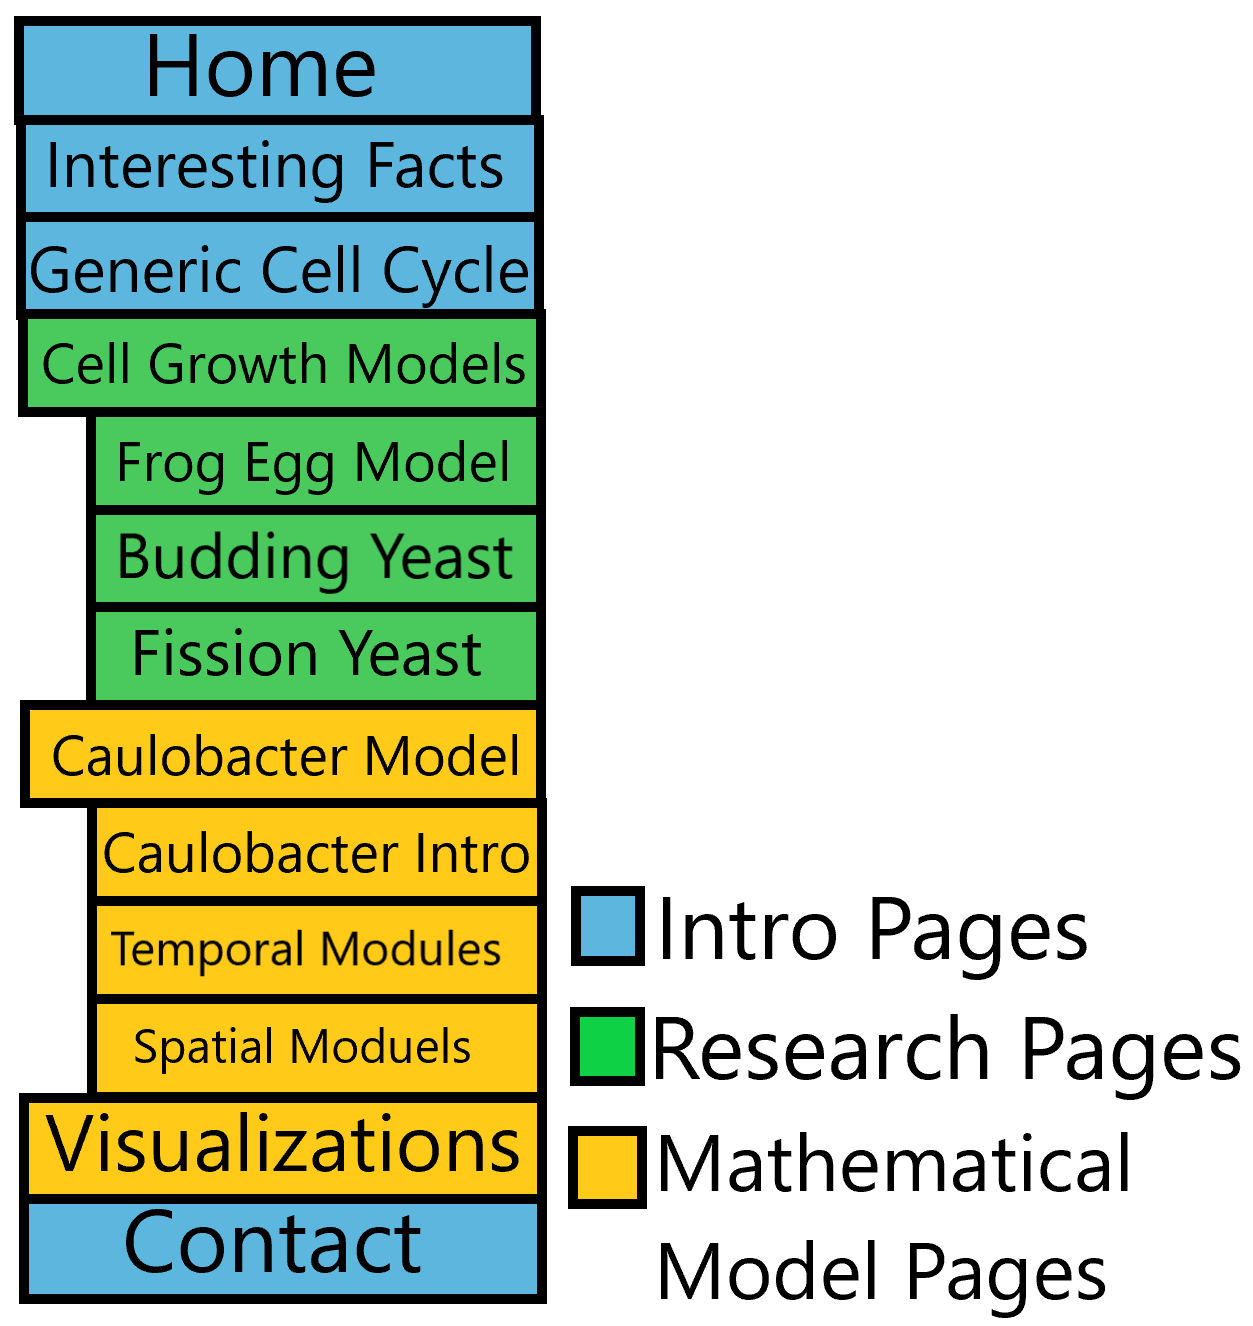 Home
Interesting Facts
Generic Cell Cycle
Cell Growth Models
Frog Egg Model
Budding Yeast
Fission Yeast
Caulobacter Model
Caulobacter Intro
Temporal Modules
Spatial Moduels
Visualizations
Contact
Intro Pages
Research Pages
Mathematical
Model Pages